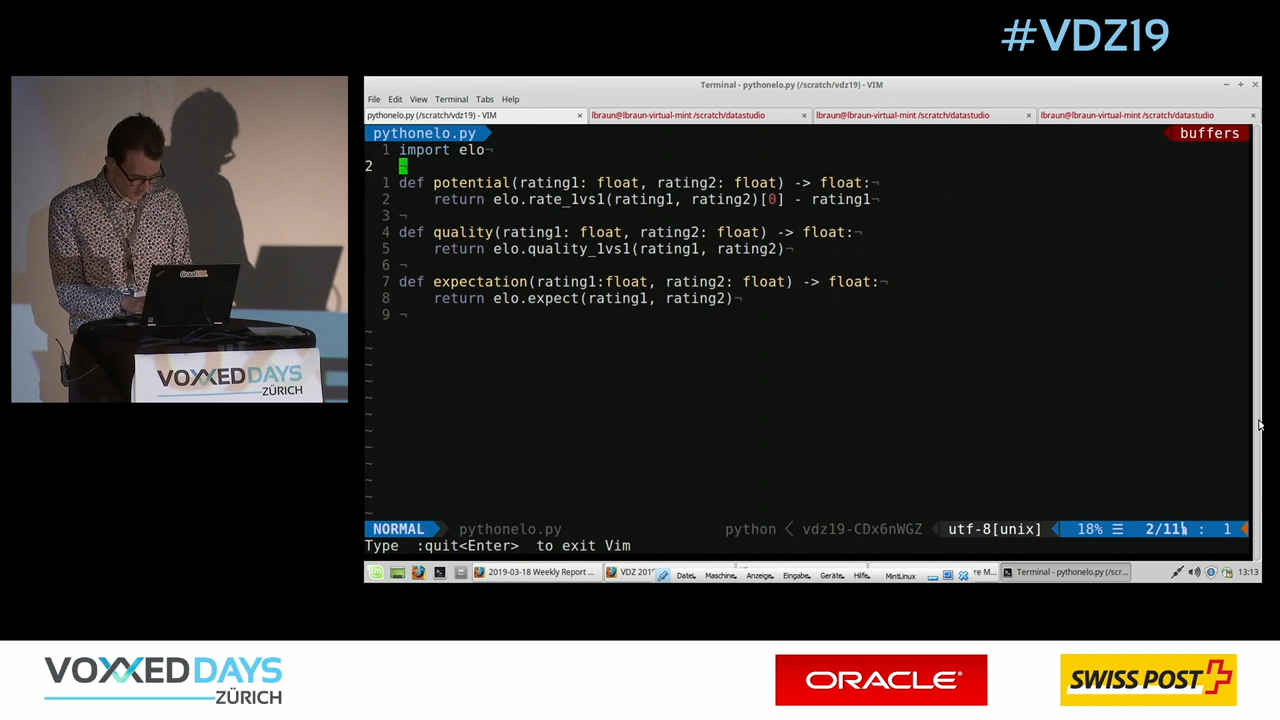 #VDZ19
Terminal - pythonelo.py (/scratch/vdz19) - VIM
File Edit View Terminal Tabs Help
pythonelo.py (/scratch/vdz19) - VIM × lbraun@lbraun-virtual-mint /scratch/datastudio × lbraun@lbraun-virtual-mint /scratch/datastudio × lbraun@lbraun-virtual-mint /scratch/datastudio ×
pythonelo.py buffers
1 import elo¬
2 ¬
1 def potential(rating1: float, rating2: float) -> float:¬
2 return elo.rate_1vs1(rating1, rating2)[0] - rating1¬
3 ¬
4 def quality(rating1: float, rating2: float) -> float:¬
5 return elo.quality_1vs1(rating1, rating2)¬
6 ¬
7 def expectation(rating1:float, rating2: float) -> float:¬
8 return elo.expect(rating1, rating2)¬
9 ¬
~
~
~
~
~
~
~
~
~
~
~
~
NORMAL pythonelo.py python < vdz19-CDx6nWGZ utf-8[unix] 18% ☰ 2/11 : 1
Type :quit<Enter> to exit Vim
2019-03-18 Weekly Report ... VDZ 201 Datei Maschine Anzeige Eingabe Geräte Hilfe MintLinux re M... Terminal - pythonelo.py (/scr... 13:13
GraalVM
VOXXED DAYS
ZÜRICH
VOXXED DAYS
ZÜRICH
ORACLE®
SWISS POST